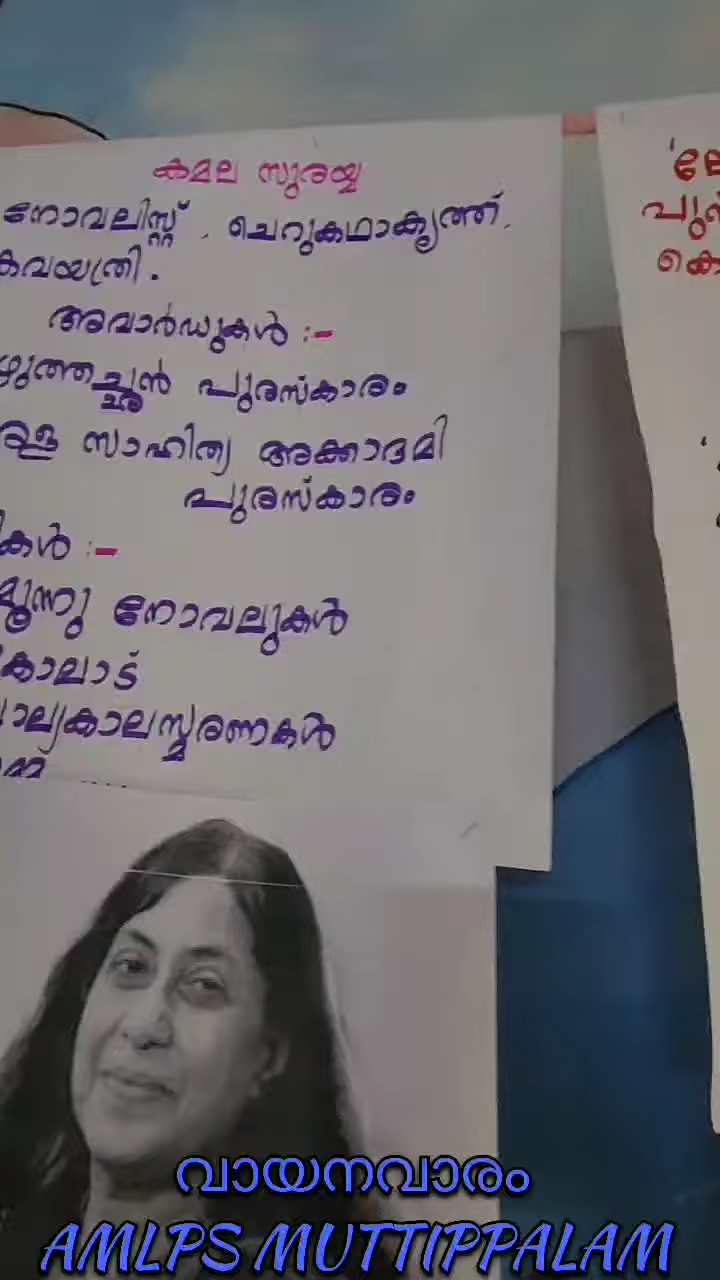 കമല സുരയ്യ
നോവലിസ്റ്റ്, ചെറുകഥാകൃത്ത്,
കവയത്രി.
അവാർഡുകൾ :-
ഴുത്തച്ഛൻ പുരസ്കാരം
രള സാഹിത്യ അക്കാദമി
പുരസ്കാരം
കൾ :-
മൂന്നു നോവലുകൾ
കോലാട്
ാല്യകാലസ്മരണകൾ
'ലേ
പുസ്
കൊ
വായനവാരം
AMLPS MUTTIPPALAM